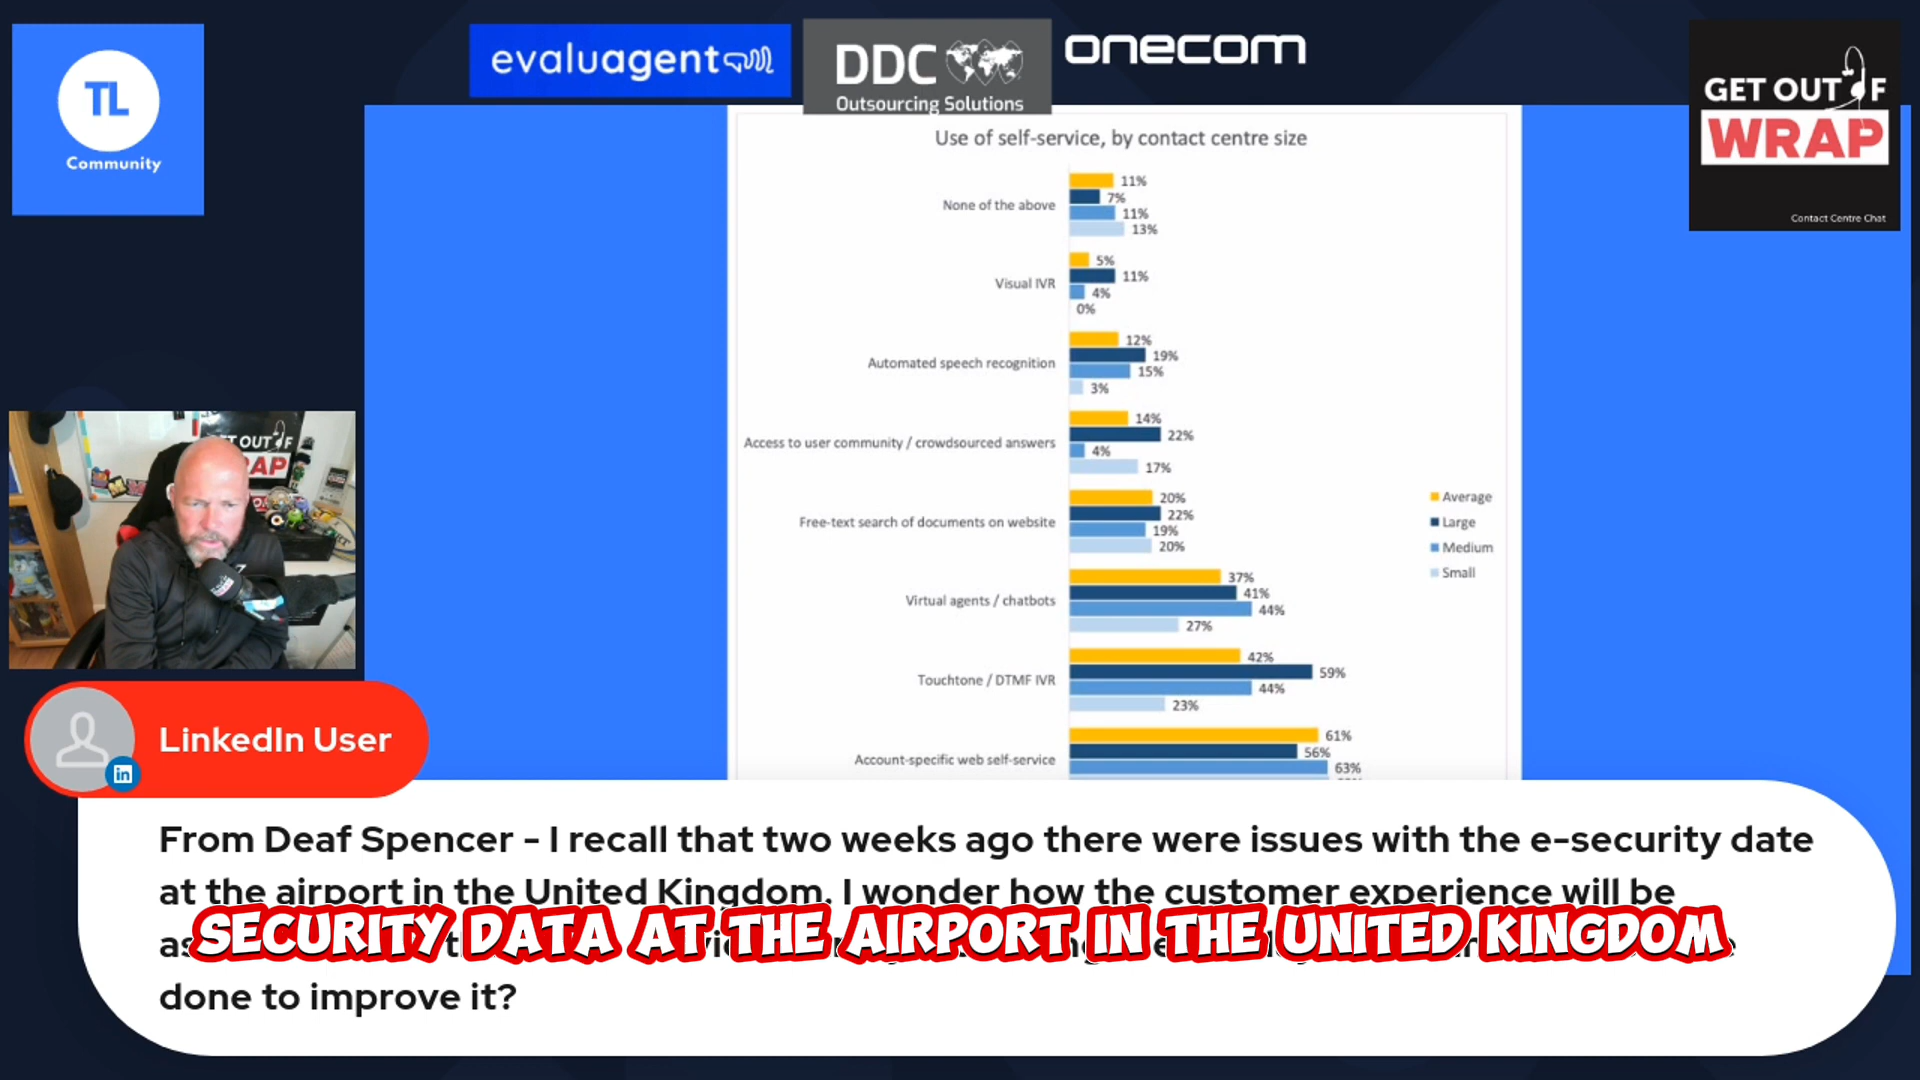 TL
Community
evaluagent
DDC
Outsourcing Solutions
onecom
GET OUT OF
WRAP
Contact Centre Chat
Use of self-service, by contact centre size
None of the above
11%
7%
11%
13%
Visual IVR
5%
11%
4%
0%
Automated speech recognition
12%
19%
15%
3%
Access to user community / crowdsourced answers
14%
22%
4%
17%
Free-text search of documents on website
20%
22%
19%
20%
Virtual agents / chatbots
37%
41%
44%
27%
Touchtone / DTMF IVR
42%
59%
44%
23%
Account-specific web self-service
61%
56%
63%
Average
Large
Medium
Small
LinkedIn User
in
From Deaf Spencer - I recall that two weeks ago there were issues with the e-security date
at the airport in the United Kingdom. I wonder how the customer experience will be
SECURITY DATA AT THE AIRPORT IN THE UNITED KINGDOM
done to improve it?